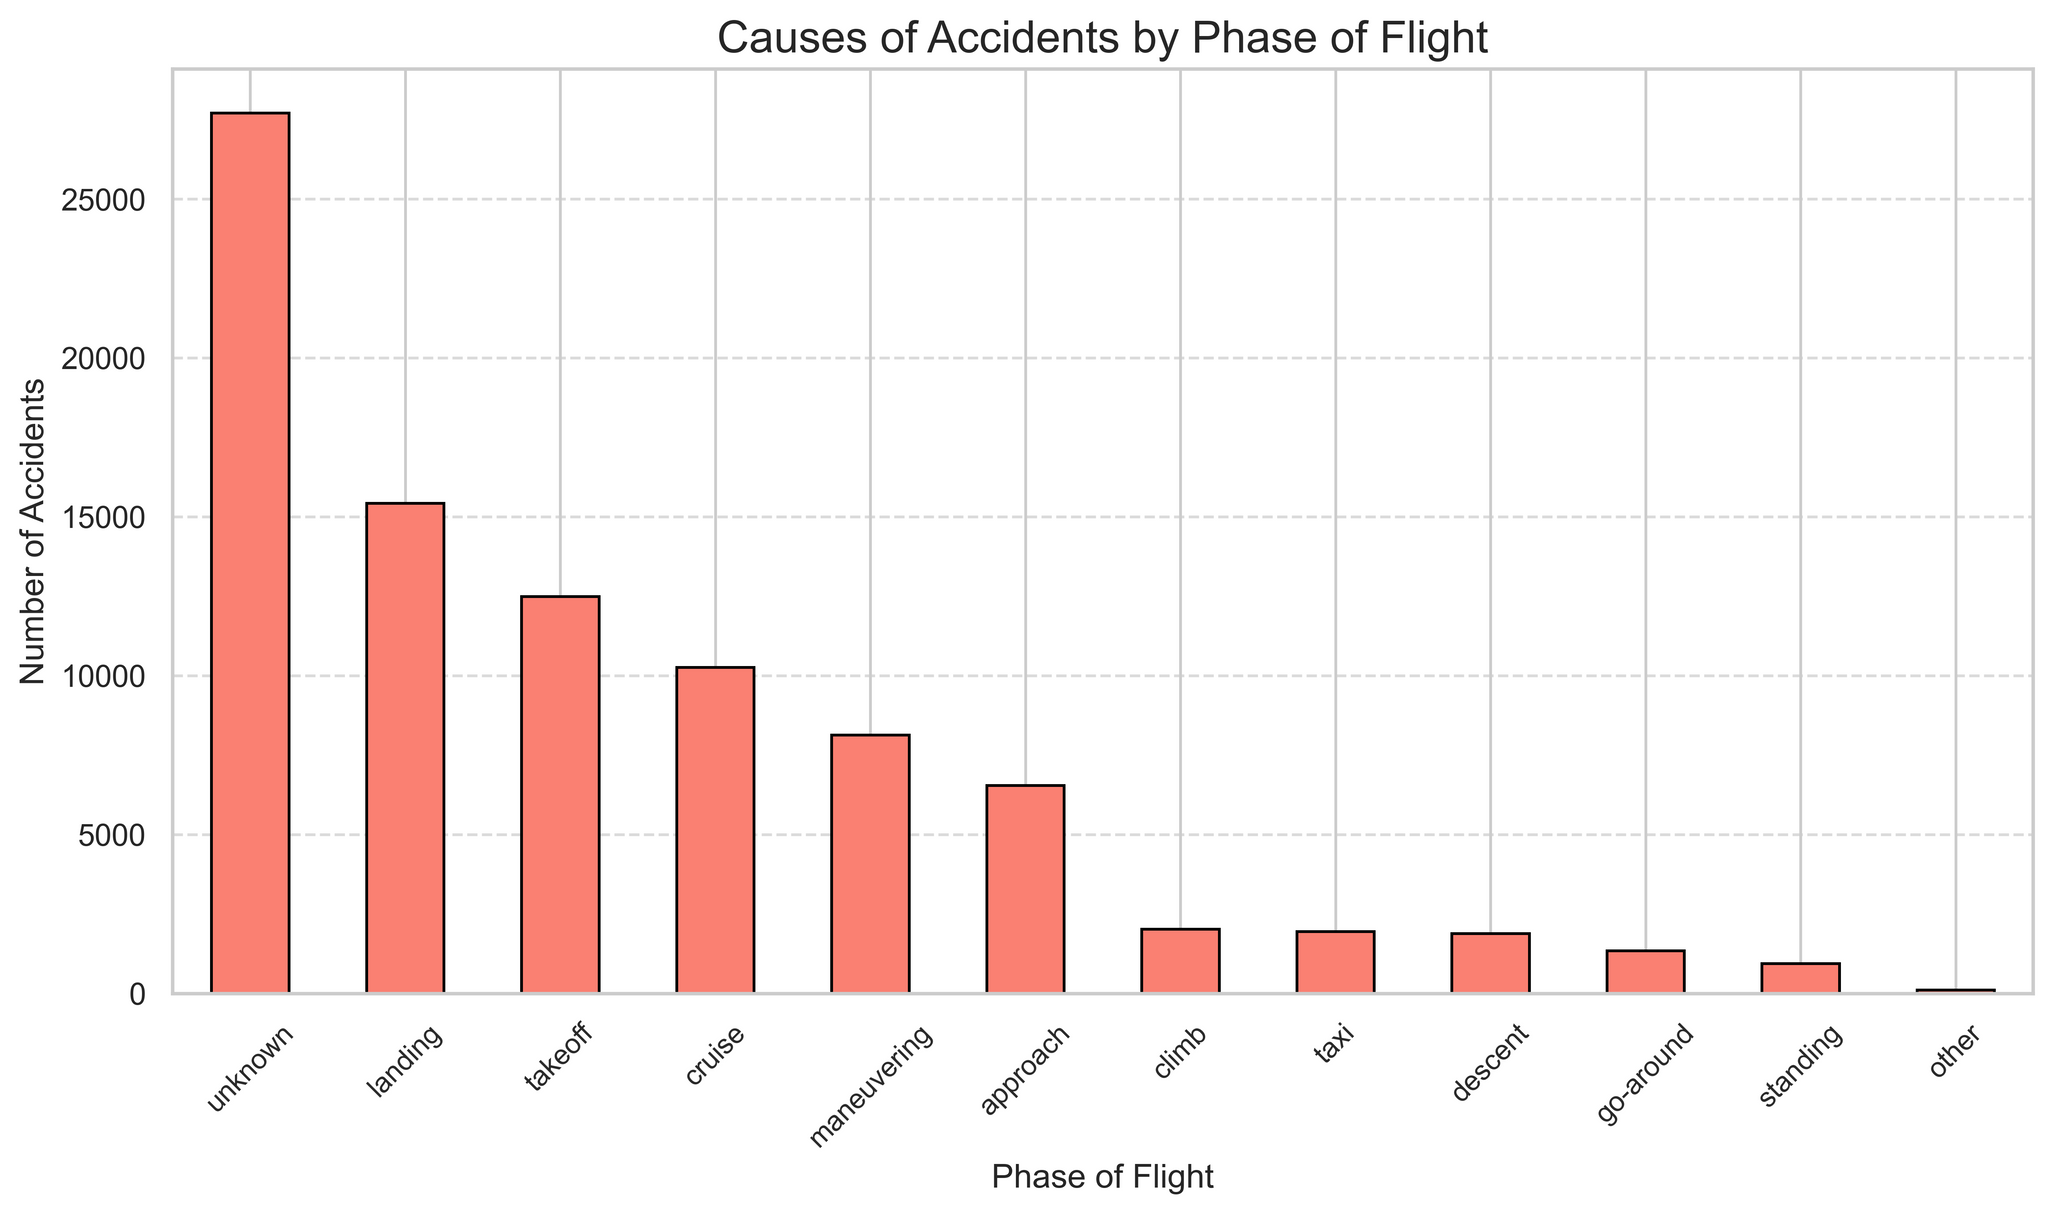 Causes of Accidents by Phase of Flight
Number of Accidents
25000
20000
15000
10000
5000
0
unknown
landing
takeoff
cruise
maneuvering
approach
climb
taxi
descent
go-around
standing
other
Phase of Flight